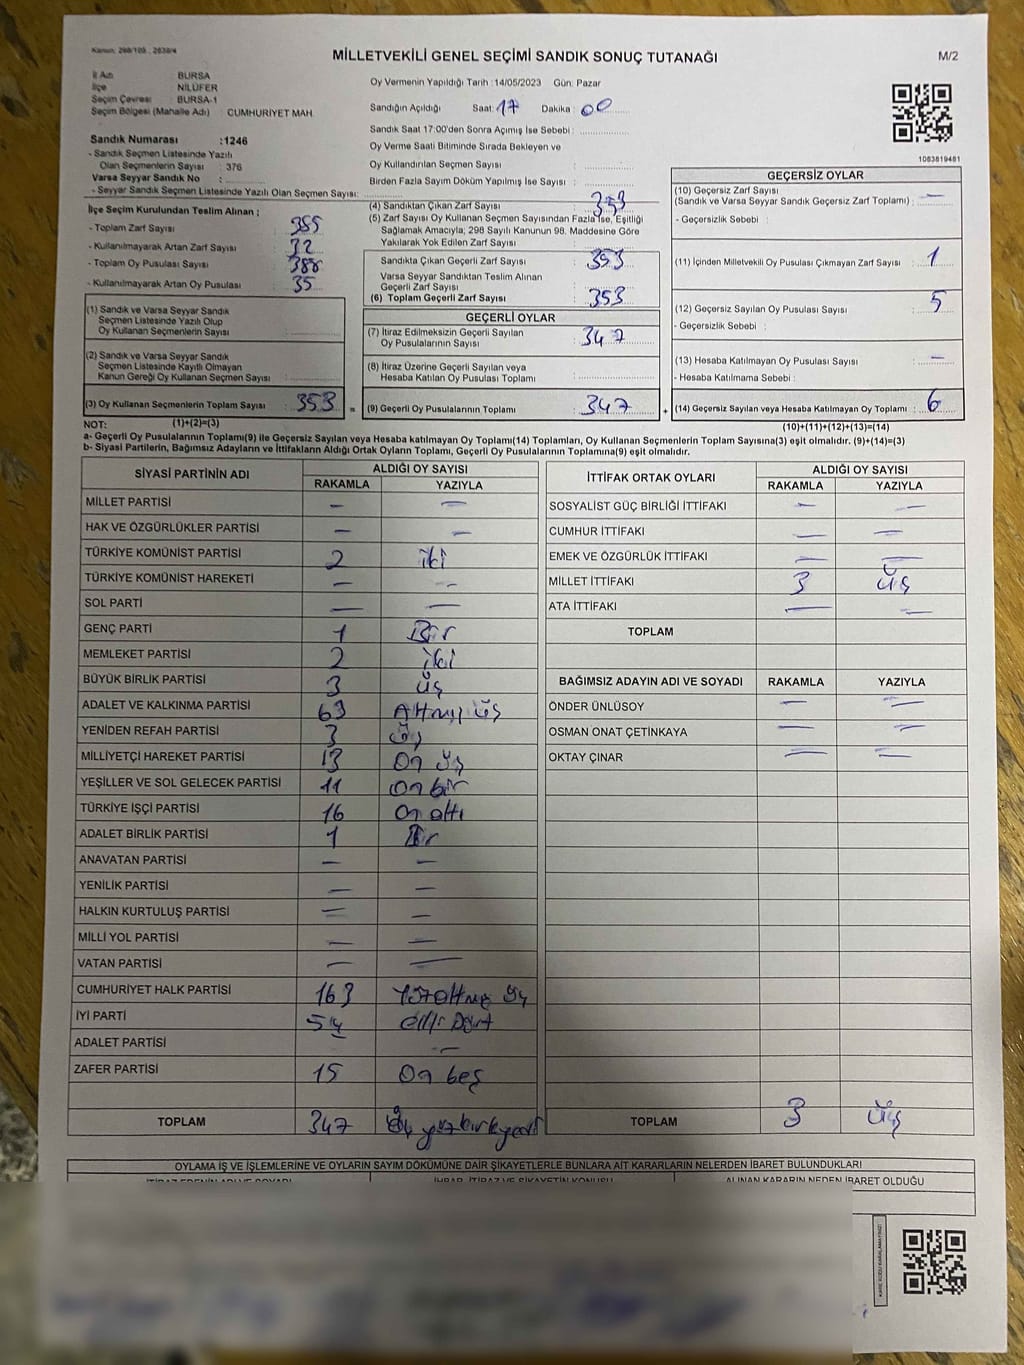 Kanun: 298/105 ; 2839/4
MİLLETVEKİLİ GENEL SEÇİMİ SANDIK SONUÇ TUTANAĞI
M/2
İl Adı : BURSA
İlçe : NİLÜFER
Seçim Çevresi : BURSA-1
Seçim Bölgesi (Mahalle Adı) : CUMHURİYET MAH
Sandık Numarası :1246
- Sandık Seçmen Listesinde Yazılı
Olan Seçmenlerin Sayısı : 376
Varsa Seyyar Sandık No :
- Seyyar Sandık Seçmen Listesinde Yazılı Olan Seçmen Sayısı:
Oy Vermenin Yapıldığı Tarih :14/05/2023 Gün: Pazar
Sandığın Açıldığı Saat: 17 Dakika : 00
Sandık Saat 17:00'den Sonra Açımış İse Sebebi :
Oy Verme Saati Bitiminde Sırada Bekleyen ve
Oy Kullandırılan Seçmen Sayısı :
Birden Fazla Sayım Döküm Yapılmış İse Sayısı :
1083819481
İlçe Seçim Kurulundan Teslim Alınan ;
- Toplam Zarf Sayısı : 385
- Kullanılmayarak Artan Zarf Sayısı : 32
- Toplam Oy Pusulası Sayısı : 388
- Kullanılmayarak Artan Oy Pusulası : 35
(1) Sandık ve Varsa Seyyar Sandık
Seçmen Listesinde Yazılı Olup
Oy Kullanan Seçmenlerin Sayısı :
(2) Sandık ve Varsa Seyyar Sandık
Seçmen Listesinde Kayıtlı Olmayan
Kanun Gereği Oy Kullanan Seçmen Sayısı :
(3) Oy Kullanan Seçmenlerin Toplam Sayısı : 353 =
(1)+(2)=(3)
(4) Sandıktan Çıkan Zarf Sayısı : 353
(5) Zarf Sayısı Oy Kullanan Seçmen Sayısından Fazla İse, Eşitliği
Sağlamak Amacıyla; 298 Sayılı Kanunun 98. Maddesine Göre
Yakılarak Yok Edilen Zarf Sayısı :
Sandıkta Çıkan Geçerli Zarf Sayısı : 353
Varsa Seyyar Sandıktan Teslim Alınan
Geçerli Zarf Sayısı :
(6) Toplam Geçerli Zarf Sayısı : 353
GEÇERLİ OYLAR
(7) İtiraz Edilmeksizin Geçerli Sayılan
Oy Pusulalarının Sayısı : 347
(8) İtiraz Üzerine Geçerli Sayılan veya
Hesaba Katılan Oy Pusulası Toplamı :
(9) Geçerli Oy Pusulalarının Toplamı : 347 +
GEÇERSİZ OYLAR
(10) Geçersiz Zarf Sayısı
(Sandık ve Varsa Seyyar Sandık Geçersiz Zarf Toplamı) : —
- Geçersizlik Sebebi :
(11) İçinden Milletvekili Oy Pusulası Çıkmayan Zarf Sayısı : 1
(12) Geçersiz Sayılan Oy Pusulası Sayısı : 5
- Geçersizlik Sebebi :
(13) Hesaba Katılmayan Oy Pusulası Sayısı : —
- Hesaba Katılmama Sebebi :
(14) Geçersiz Sayılan veya Hesaba Katılmayan Oy Toplamı : 6
(10)+(11)+(12)+(13)=(14)
NOT:
a- Geçerli Oy Pusulalarının Toplamı(9) ile Geçersiz Sayılan veya Hesaba katılmayan Oy Toplamı(14) Toplamları, Oy Kullanan Seçmenlerin Toplam Sayısına(3) eşit olmalıdır. (9)+(14)=(3)
b- Siyasi Partilerin, Bağımsız Adayların ve İttifakların Aldığı Ortak Oyların Toplamı, Geçerli Oy Pusulalarının Toplamına(9) eşit olmalıdır.
SİYASİ PARTİNİN ADI ALDIĞI OY SAYISI
RAKAMLA YAZIYLA
MİLLET PARTİSİ — —
HAK VE ÖZGÜRLÜKLER PARTİSİ — —
TÜRKİYE KOMÜNİST PARTİSİ 2 iki
TÜRKİYE KOMÜNİST HAREKETİ — —
SOL PARTİ — —
GENÇ PARTİ 1 Bir
MEMLEKET PARTİSİ 2 iki
BÜYÜK BİRLİK PARTİSİ 3 üç
ADALET VE KALKINMA PARTİSİ 63 Altmış üç
YENİDEN REFAH PARTİSİ 3 üç
MİLLİYETÇİ HAREKET PARTİSİ 13 On üç
YEŞİLLER VE SOL GELECEK PARTİSİ 11 On bir
TÜRKİYE İŞÇİ PARTİSİ 16 On altı
ADALET BİRLİK PARTİSİ 1 Bir
ANAVATAN PARTİSİ — —
YENİLİK PARTİSİ — —
HALKIN KURTULUŞ PARTİSİ — —
MİLLİ YOL PARTİSİ — —
VATAN PARTİSİ — —
CUMHURİYET HALK PARTİSİ 163 Yüzaltmış üç
İYİ PARTİ 54 Elli Dört
ADALET PARTİSİ —
ZAFER PARTİSİ 15 On beş
TOPLAM 347 üç yüzkırkyedi
İTTİFAK ORTAK OYLARI ALDIĞI OY SAYISI
RAKAMLA YAZIYLA
SOSYALİST GÜÇ BİRLİĞİ İTTİFAKI — —
CUMHUR İTTİFAKI — —
EMEK VE ÖZGÜRLÜK İTTİFAKI — —
MİLLET İTTİFAKI 3 üç
ATA İTTİFAKI — —
TOPLAM
BAĞIMSIZ ADAYIN ADI VE SOYADI RAKAMLA YAZIYLA
ÖNDER ÜNLÜSOY — —
OSMAN ONAT ÇETİNKAYA — —
OKTAY ÇINAR — —
TOPLAM 3 üç
OYLAMA İŞ VE İŞLEMLERİNE VE OYLARIN SAYIM DÖKÜMÜNE DAİR ŞİKAYETLERLE BUNLARA AİT KARARLARIN NELERDEN İBARET BULUNDUKLARI
İTİRAZ EDENİN ADI VE SOYADI İHBAR, İTİRAZ VE ŞİKAYETİN KONUSU ALINAN KARARIN NEDEN İBARET OLDUĞU